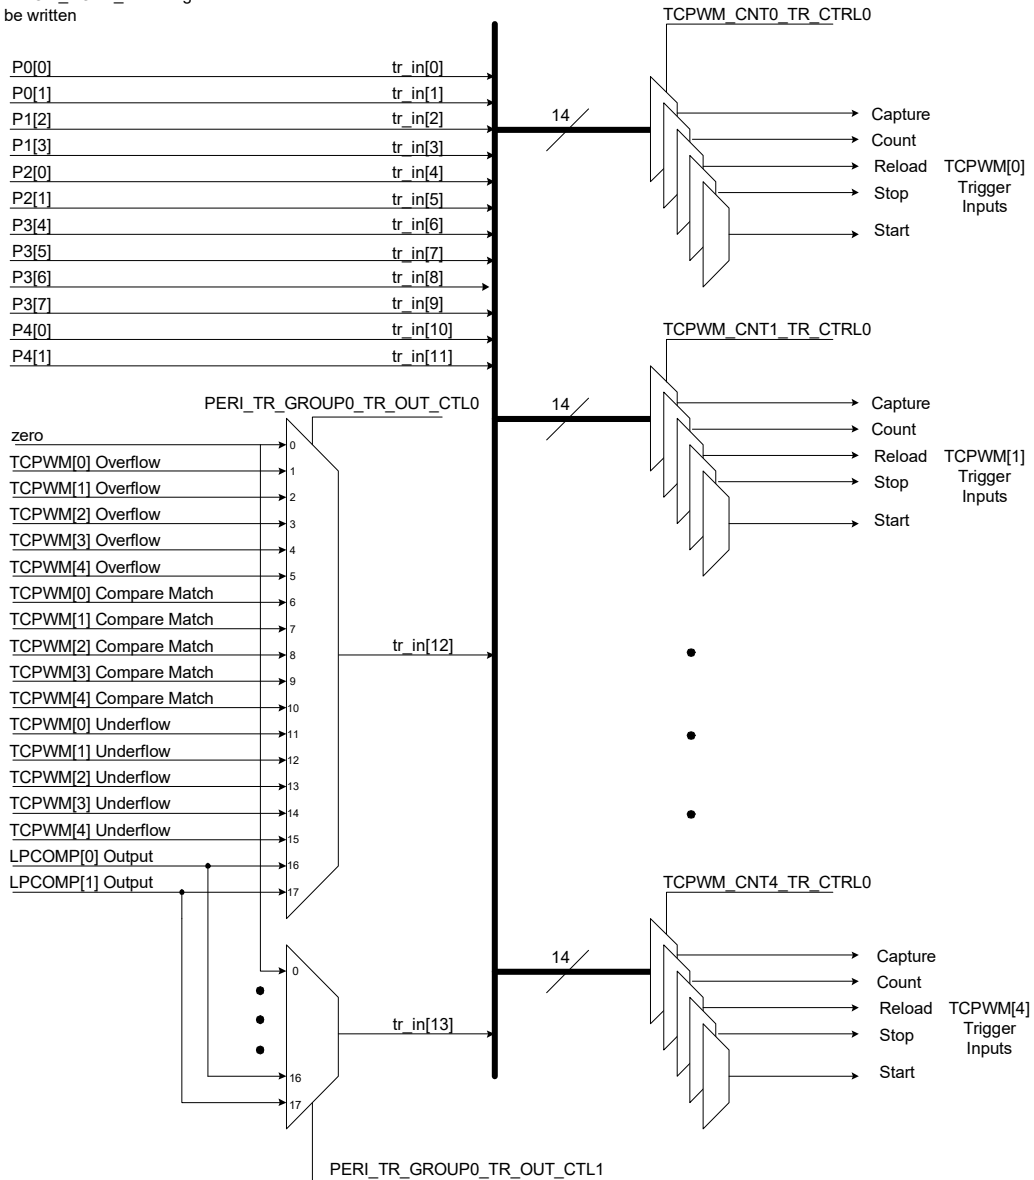 be written
TCPWM_CNT0_TR_CTRL0
P0[0] tr_in[0]
P0[1] tr_in[1]
P1[2] tr_in[2]
P1[3] tr_in[3]
P2[0] tr_in[4]
P2[1] tr_in[5]
P3[4] tr_in[6]
P3[5] tr_in[7]
P3[6] tr_in[8]
P3[7] tr_in[9]
P4[0] tr_in[10]
P4[1] tr_in[11]
14
Capture
Count
Reload
Stop
Start
TCPWM[0]
Trigger
Inputs
TCPWM_CNT1_TR_CTRL0
14
Capture
Count
Reload
Stop
Start
TCPWM[1]
Trigger
Inputs
PERI_TR_GROUP0_TR_OUT_CTL0
zero 0
TCPWM[0] Overflow 1
TCPWM[1] Overflow 2
TCPWM[2] Overflow 3
TCPWM[3] Overflow 4
TCPWM[4] Overflow 5
TCPWM[0] Compare Match 6
TCPWM[1] Compare Match 7
TCPWM[2] Compare Match 8
TCPWM[3] Compare Match 9
TCPWM[4] Compare Match 10
TCPWM[0] Underflow 11
TCPWM[1] Underflow 12
TCPWM[2] Underflow 13
TCPWM[3] Underflow 14
TCPWM[4] Underflow 15
LPCOMP[0] Output 16
LPCOMP[1] Output 17
tr_in[12]
TCPWM_CNT4_TR_CTRL0
14
Capture
Count
Reload
Stop
Start
TCPWM[4]
Trigger
Inputs
0
16
17
tr_in[13]
PERI_TR_GROUP0_TR_OUT_CTL1